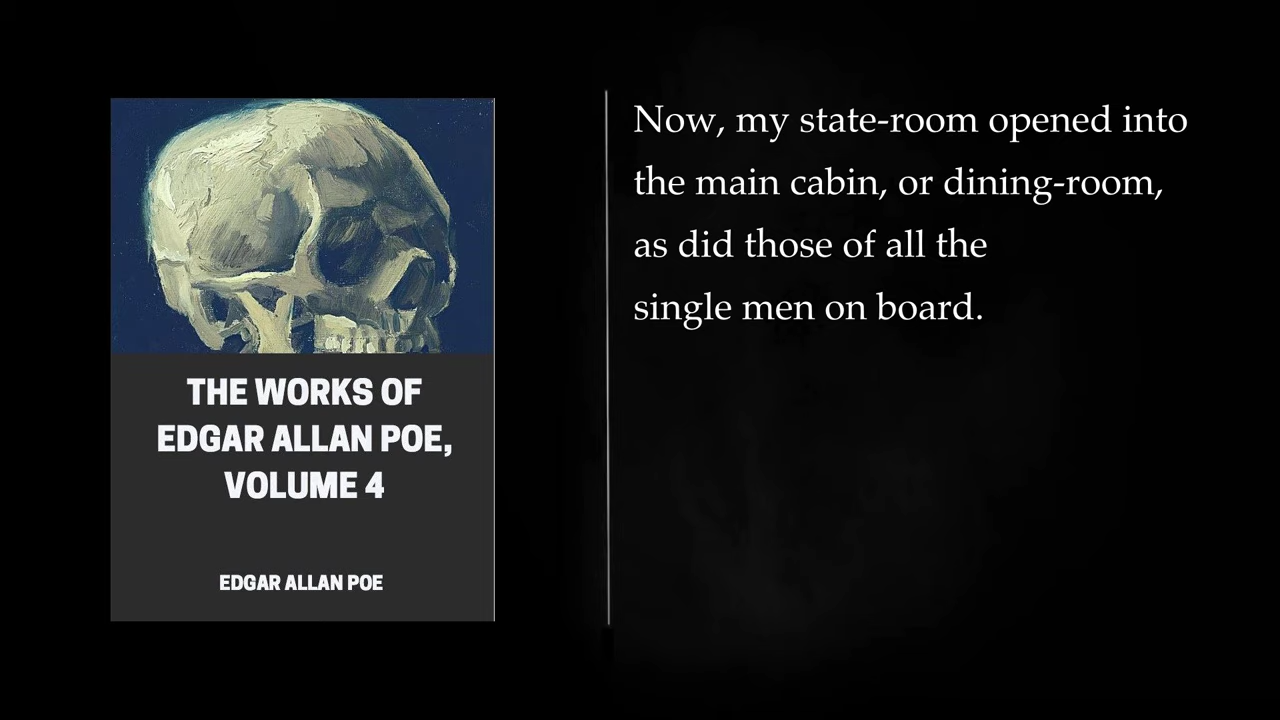 THE WORKS OF
EDGAR ALLAN POE,
VOLUME 4
EDGAR ALLAN POE
Now, my state-room opened into
the main cabin, or dining-room,
as did those of all the
single men on board.